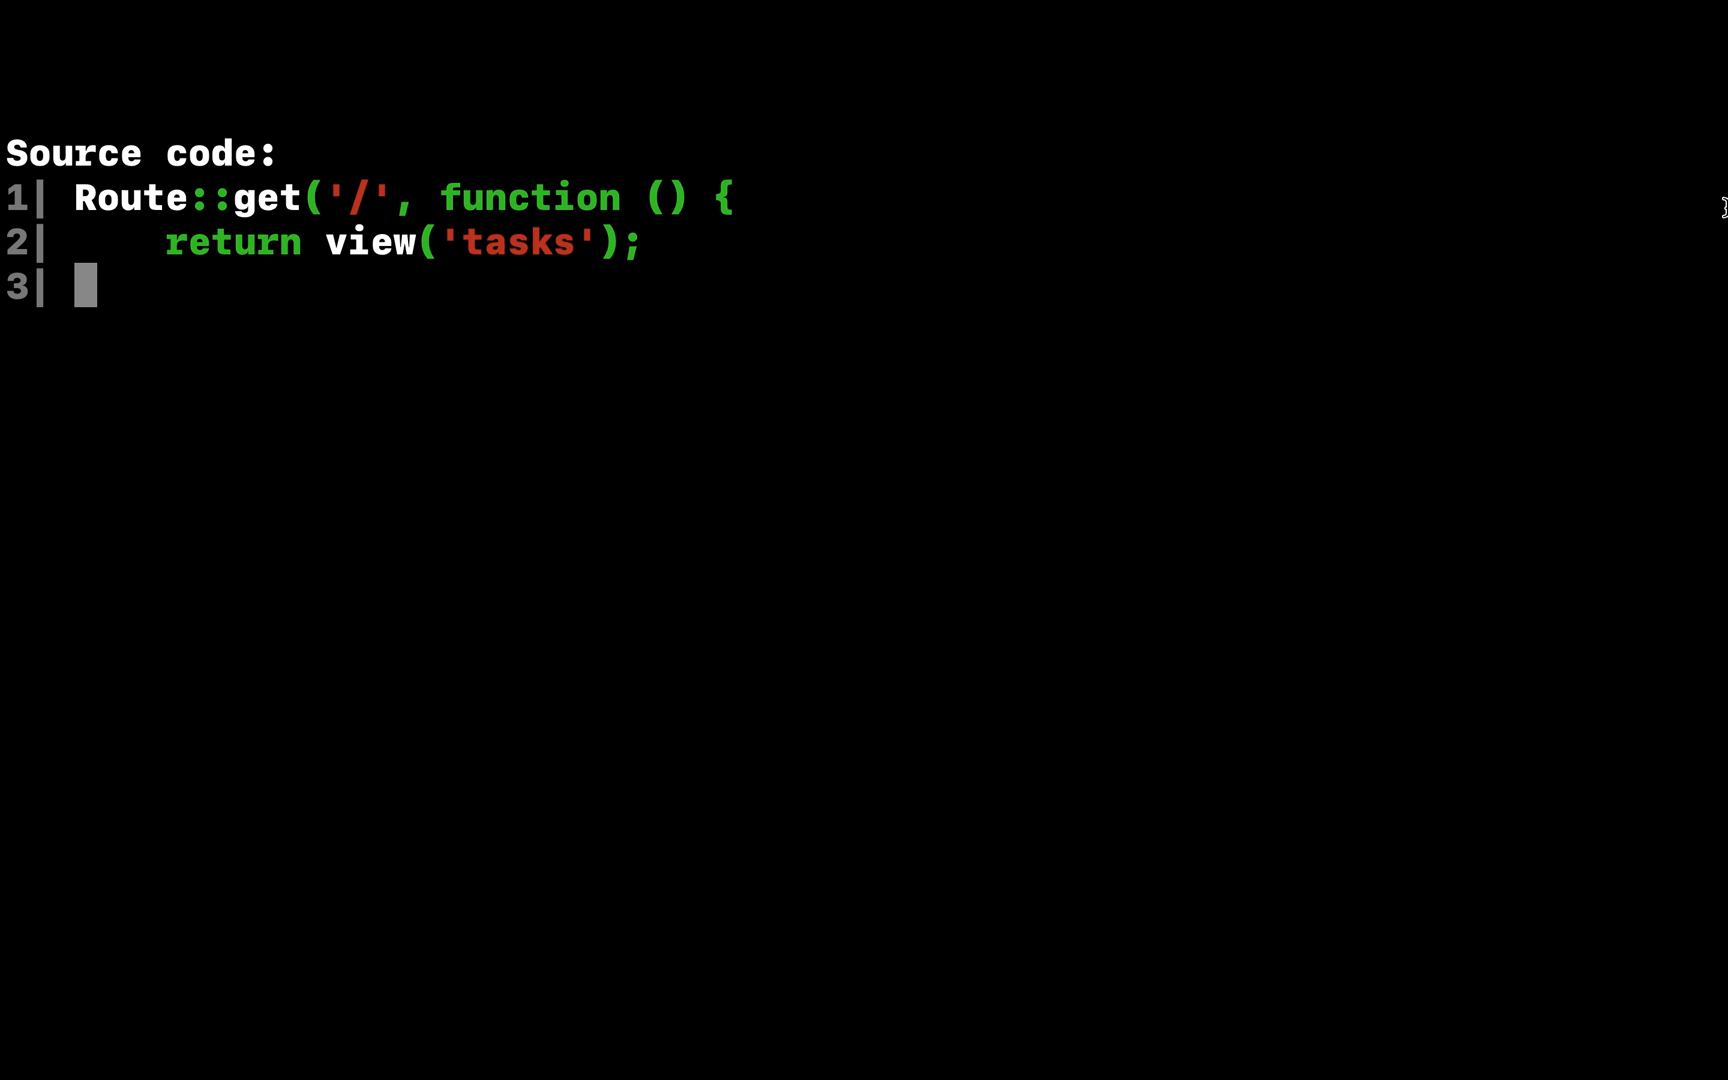 Source code:
1| Route::get('/', function () {
2|     return view('tasks');
3|